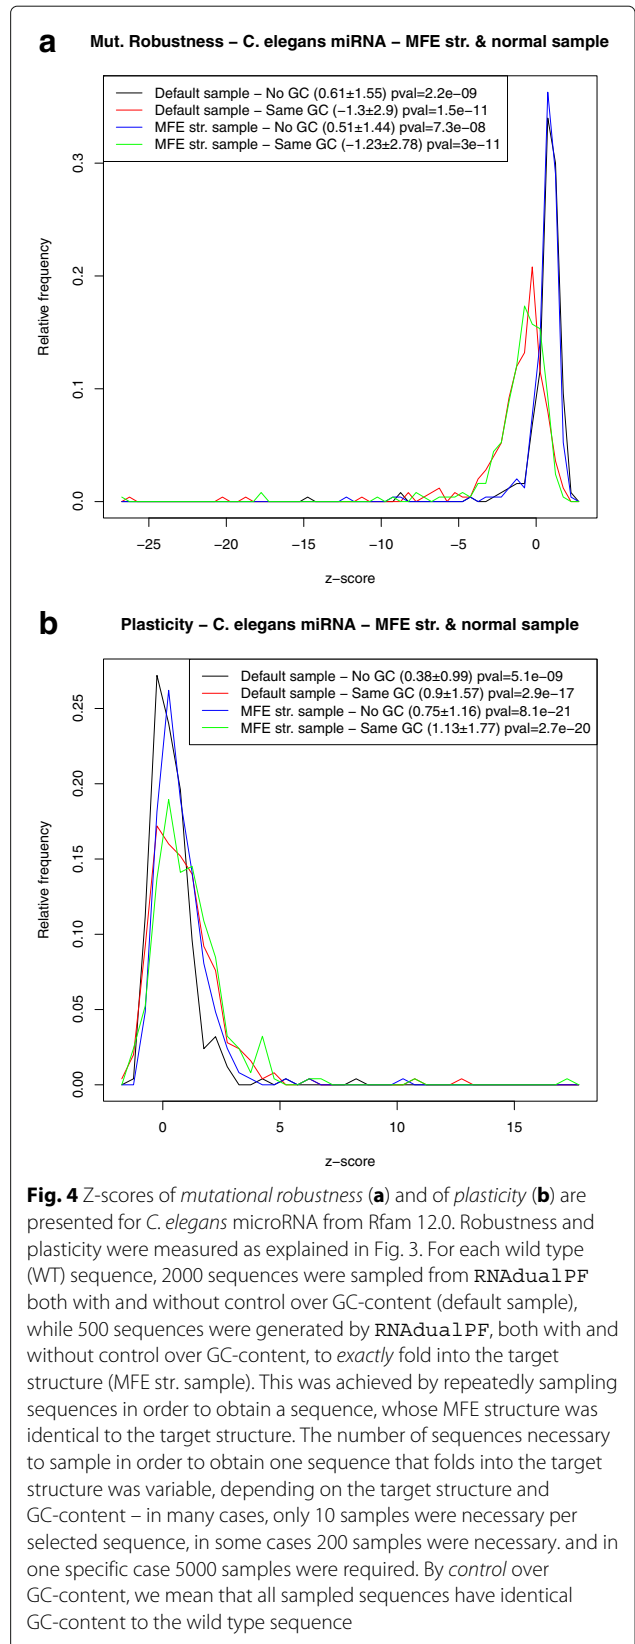 a Mut. Robustness – C. elegans miRNA – MFE str. & normal sample
Default sample – No GC (0.61±1.55) pval=2.2e−09
Default sample – Same GC (−1.3±2.9) pval=1.5e−11
MFE str. sample – No GC (0.51±1.44) pval=7.3e−08
MFE str. sample – Same GC (−1.23±2.78) pval=3e−11
Relative frequency
0.3
0.2
0.1
0.0
−25 −20 −15 −10 −5 0
z−score
b Plasticity – C. elegans miRNA – MFE str. & normal sample
Default sample – No GC (0.38±0.99) pval=5.1e−09
Default sample – Same GC (0.9±1.57) pval=2.9e−17
MFE str. sample – No GC (0.75±1.16) pval=8.1e−21
MFE str. sample – Same GC (1.13±1.77) pval=2.7e−20
Relative frequency
0.25
0.20
0.15
0.10
0.05
0.00
0 5 10 15
z−score
Fig. 4 Z-scores of mutational robustness (a) and of plasticity (b) are
presented for C. elegans microRNA from Rfam 12.0. Robustness and
plasticity were measured as explained in Fig. 3. For each wild type
(WT) sequence, 2000 sequences were sampled from RNAdualPF
both with and without control over GC-content (default sample),
while 500 sequences were generated by RNAdualPF, both with and
without control over GC-content, to exactly fold into the target
structure (MFE str. sample). This was achieved by repeatedly sampling
sequences in order to obtain a sequence, whose MFE structure was
identical to the target structure. The number of sequences necessary
to sample in order to obtain one sequence that folds into the target
structure was variable, depending on the target structure and
GC-content – in many cases, only 10 samples were necessary per
selected sequence, in some cases 200 samples were necessary. and in
one specific case 5000 samples were required. By control over
GC-content, we mean that all sampled sequences have identical
GC-content to the wild type sequence